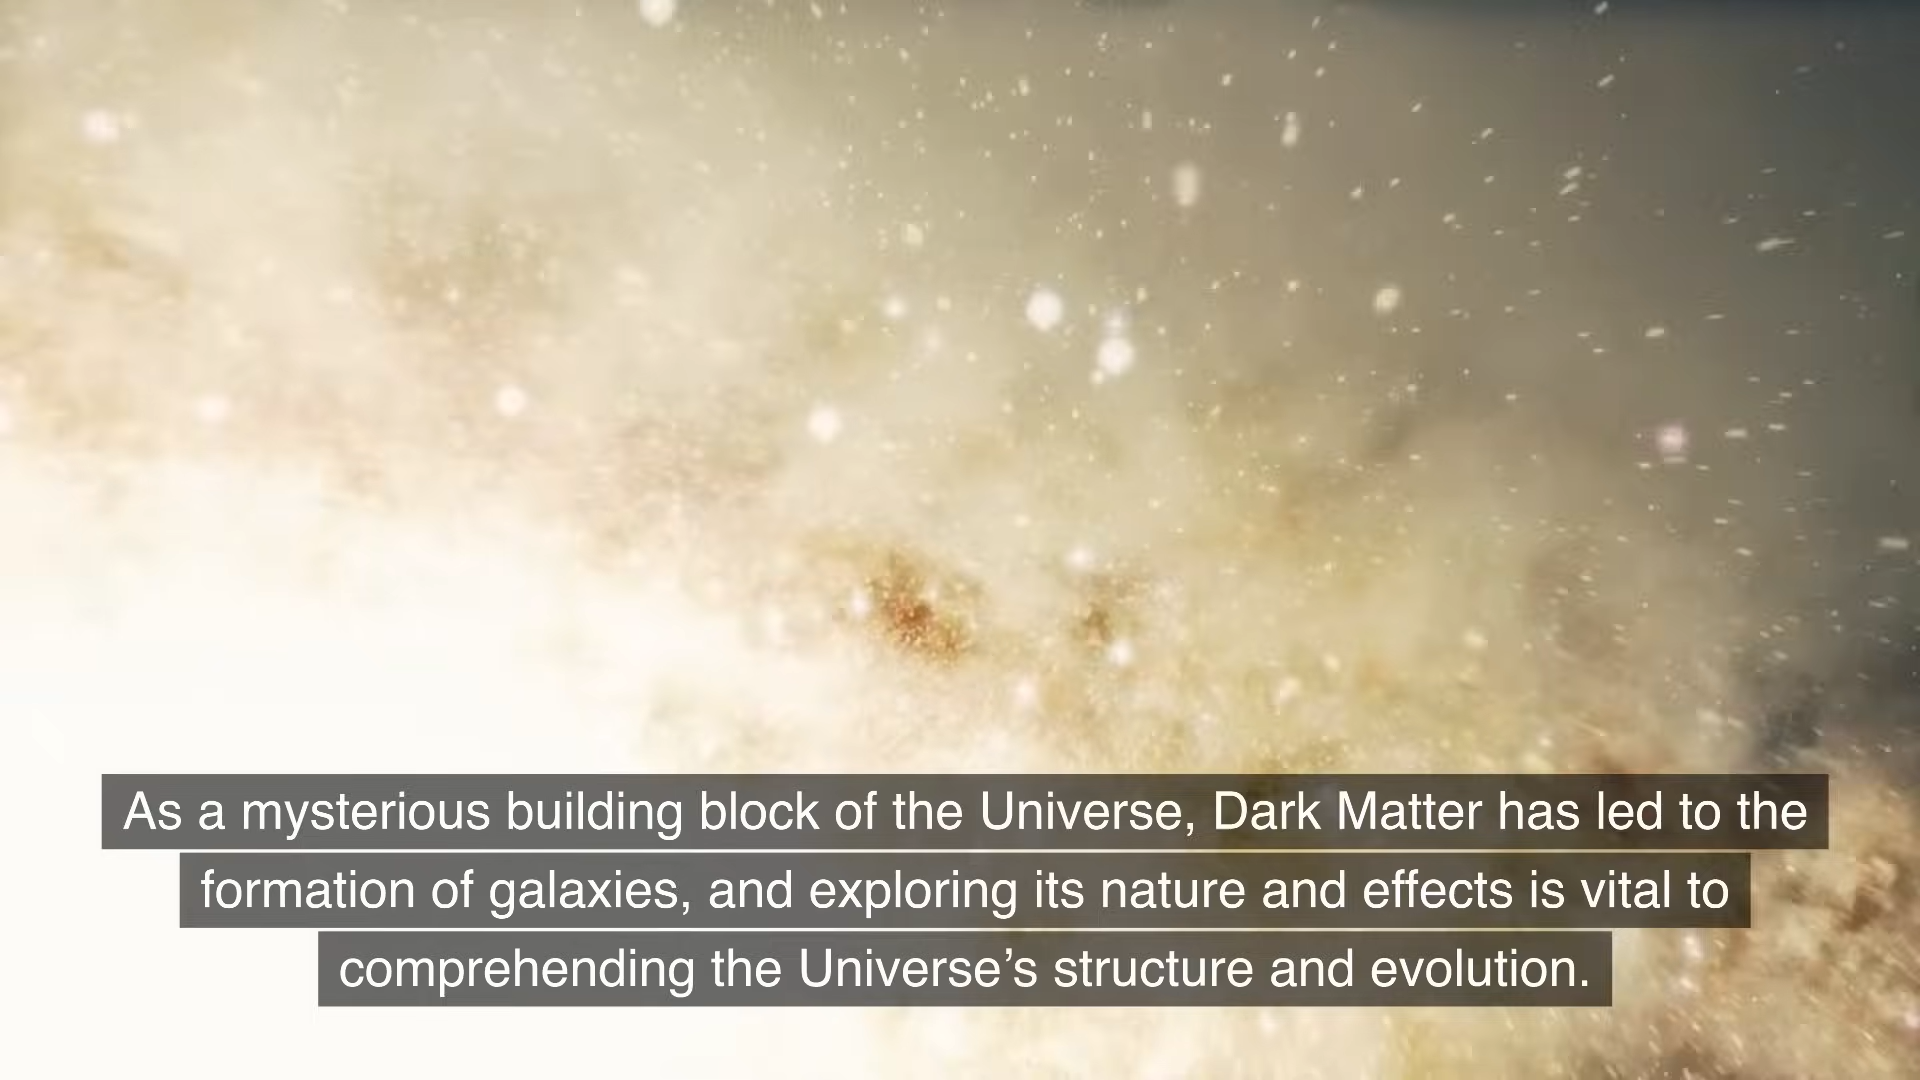 As a mysterious building block of the Universe, Dark Matter has led to the
formation of galaxies, and exploring its nature and effects is vital to
comprehending the Universe’s structure and evolution.